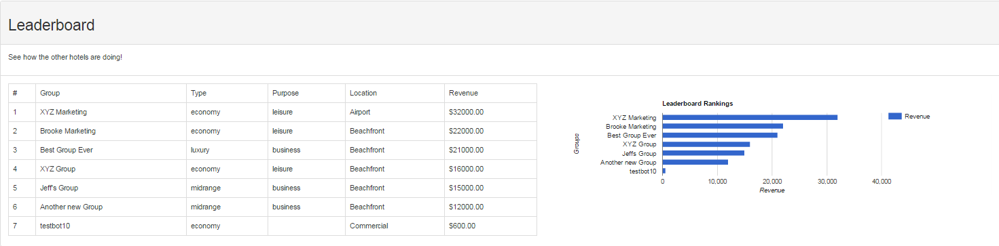 Leaderboard
See how the other hotels are doing!
# Group Type Purpose Location Revenue
1 XYZ Marketing economy leisure Airport $32000.00
2 Brooke Marketing economy leisure Beachfront $22000.00
3 Best Group Ever luxury business Beachfront $21000.00
4 XYZ Group economy leisure Beachfront $16000.00
5 Jeff's Group midrange business Beachfront $15000.00
6 Another new Group midrange business Beachfront $12000.00
7 testbot10 economy Commercial $600.00
Leaderboard Rankings
XYZ Marketing
Brooke Marketing
Best Group Ever
XYZ Group
Jeffs Group
Another new Group
testbot10
Groups
0 10,000 20,000 30,000 40,000
Revenue
Revenue